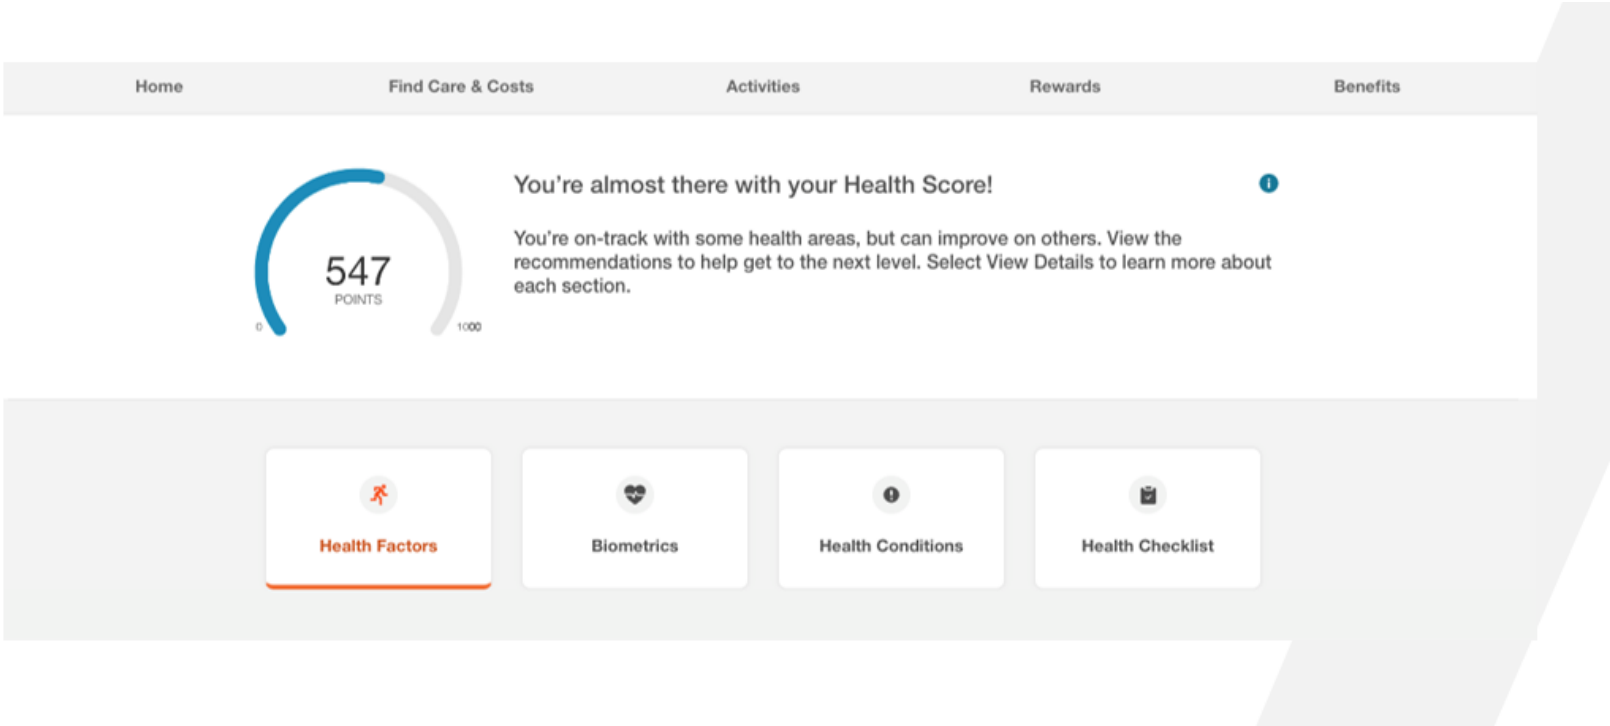 Home
Find Care & Costs
Activities
Rewards
Benefits
547
POINTS
0
1000
You're almost there with your Health Score!
You're on-track with some health areas, but can improve on others. View the
recommendations to help get to the next level. Select View Details to learn more about
each section.
Health Factors
Biometrics
Health Conditions
Health Checklist